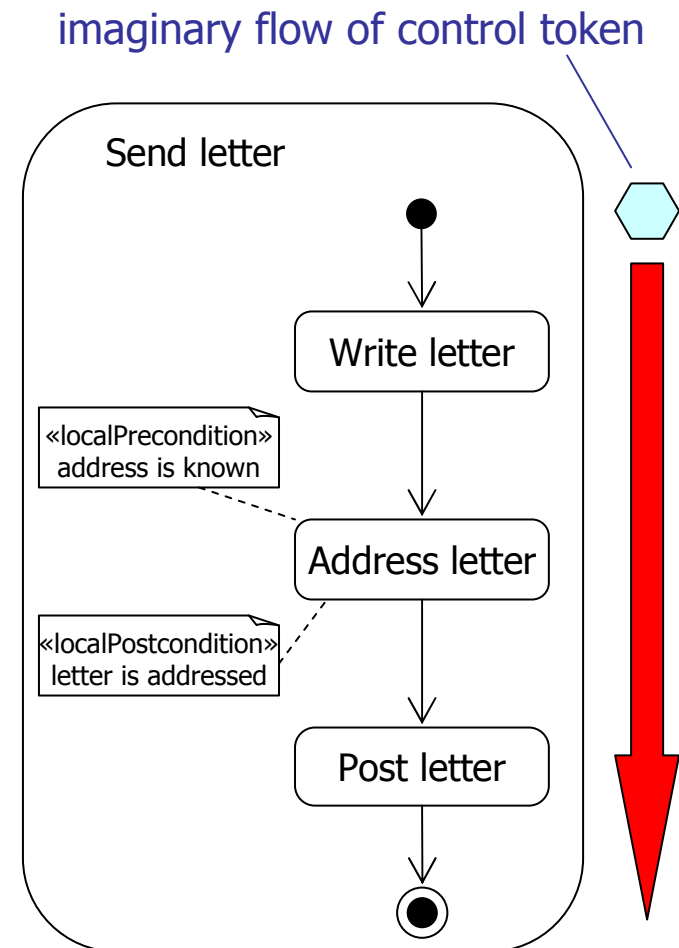 imaginary flow of control token
Send letter
Write letter
«localPrecondition»
address is known
Address letter
«localPostcondition»
letter is addressed
Post letter